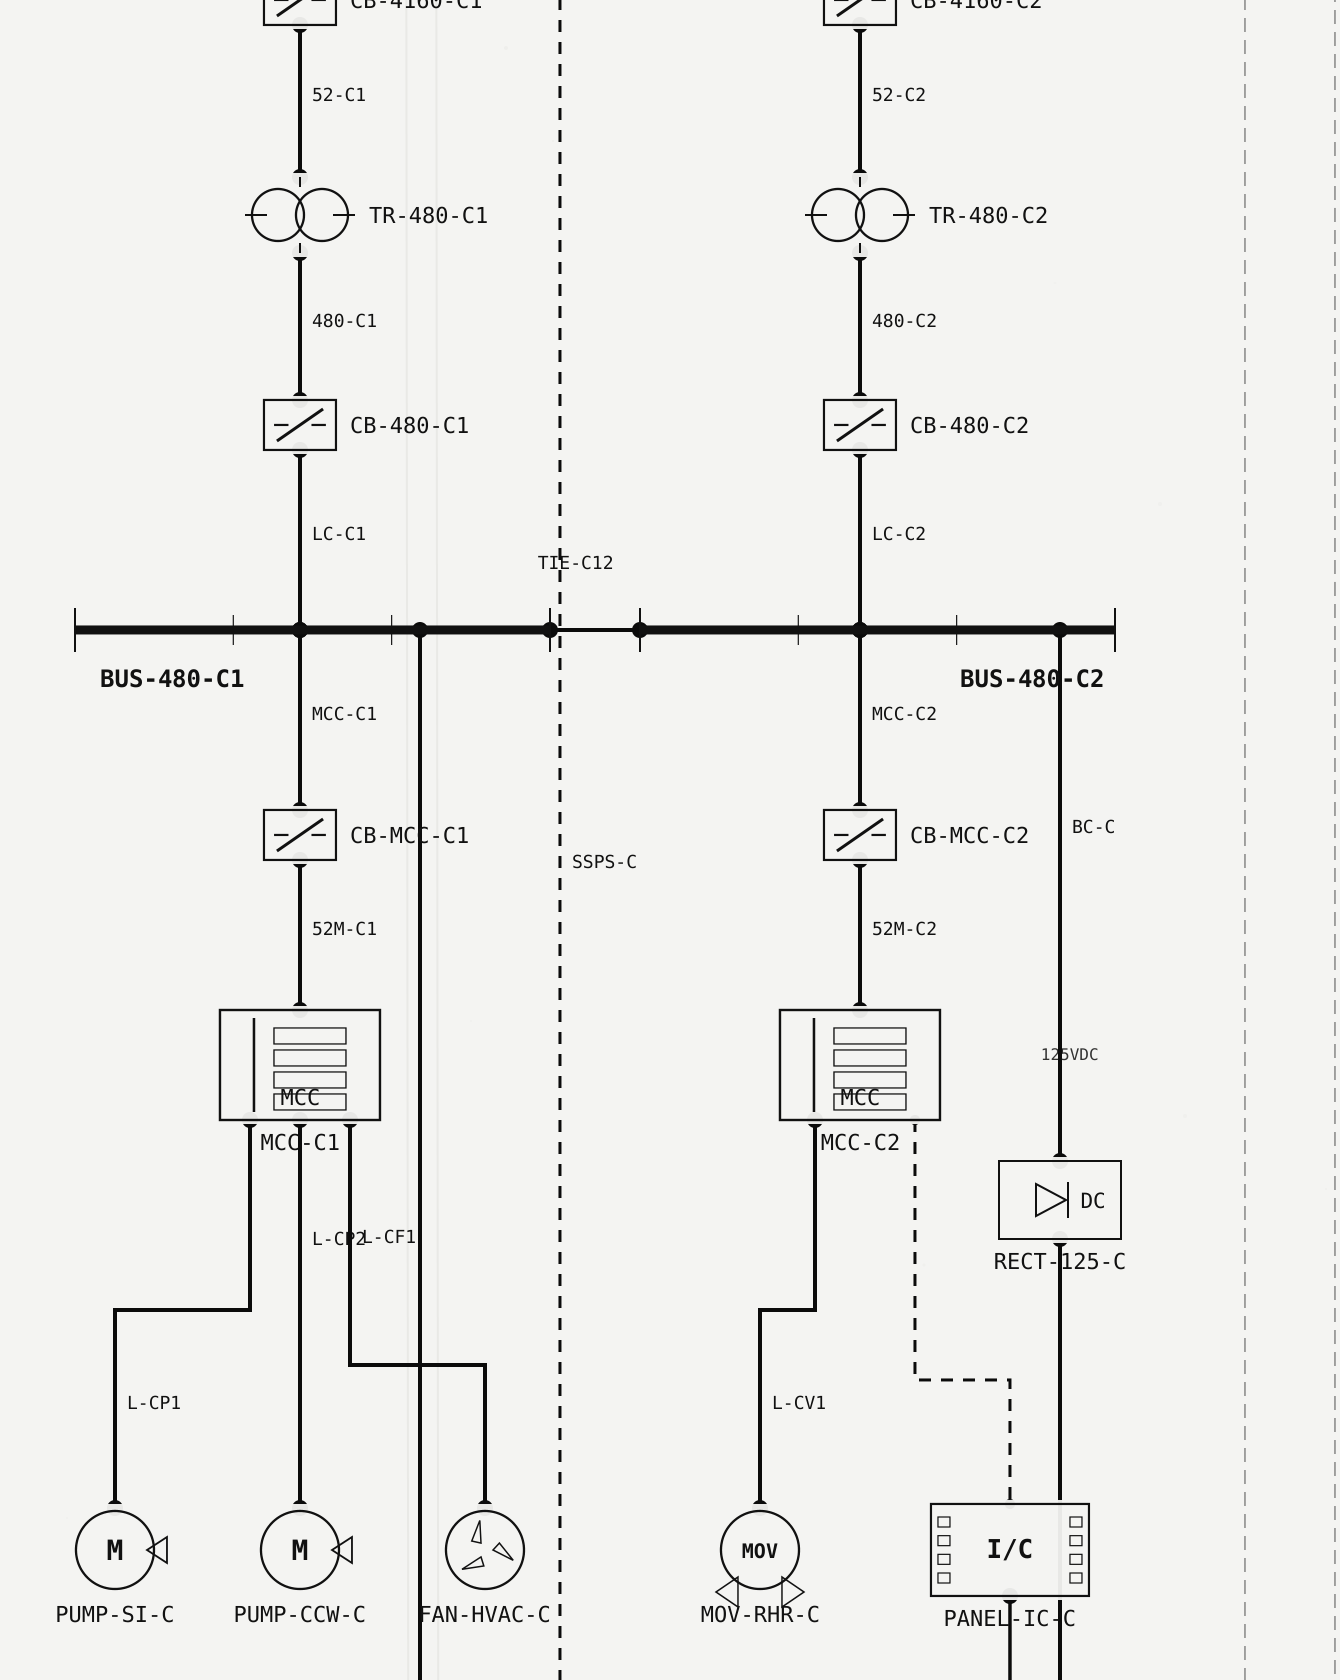 CB-4160-C1
CB-4160-C2
52-C1
52-C2
TR-480-C1
TR-480-C2
480-C1
480-C2
CB-480-C1
CB-480-C2
LC-C1
LC-C2
TIE-C12
BUS-480-C1
BUS-480-C2
MCC-C1
MCC-C2
CB-MCC-C1
CB-MCC-C2
BC-C
SSPS-C
52M-C1
52M-C2
125VDC
MCC
MCC
MCC-C1
MCC-C2
DC
RECT-125-C
L-CP2
L-CF1
L-CP1
L-CV1
M
M
MOV
I/C
PUMP-SI-C
PUMP-CCW-C
FAN-HVAC-C
MOV-RHR-C
PANEL-IC-C